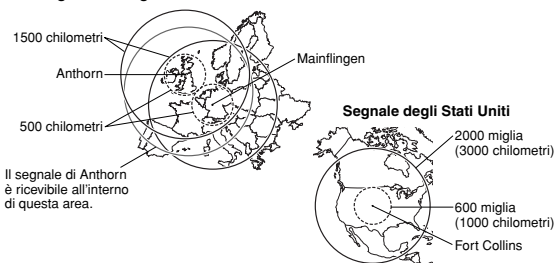 1500 chilometri
Anthorn
500 chilometri
Il segnale di Anthorn
è ricevibile all'interno
di questa area.
Mainflingen
Segnale degli Stati Uniti
2000 miglia
(3000 chilometri)
600 miglia
(1000 chilometri)
Fort Collins